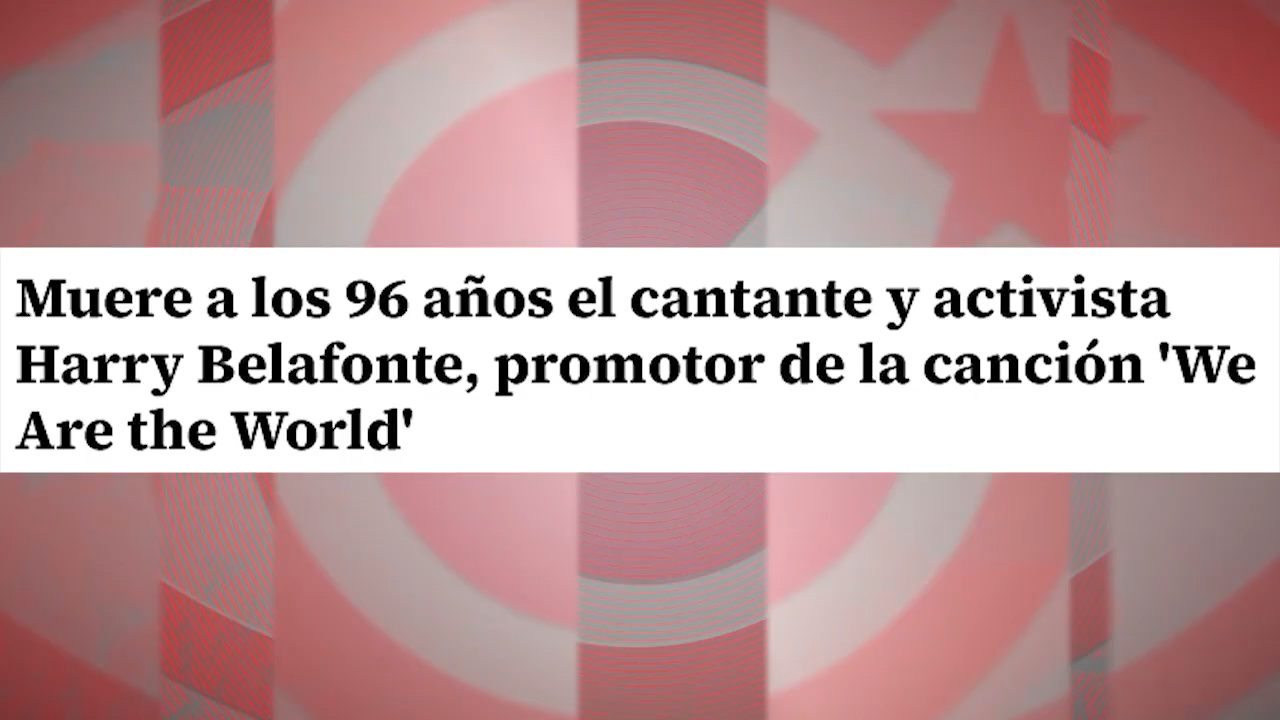 Muere a los 96 años el cantante y activista
Harry Belafonte, promotor de la canción 'We
Are the World'